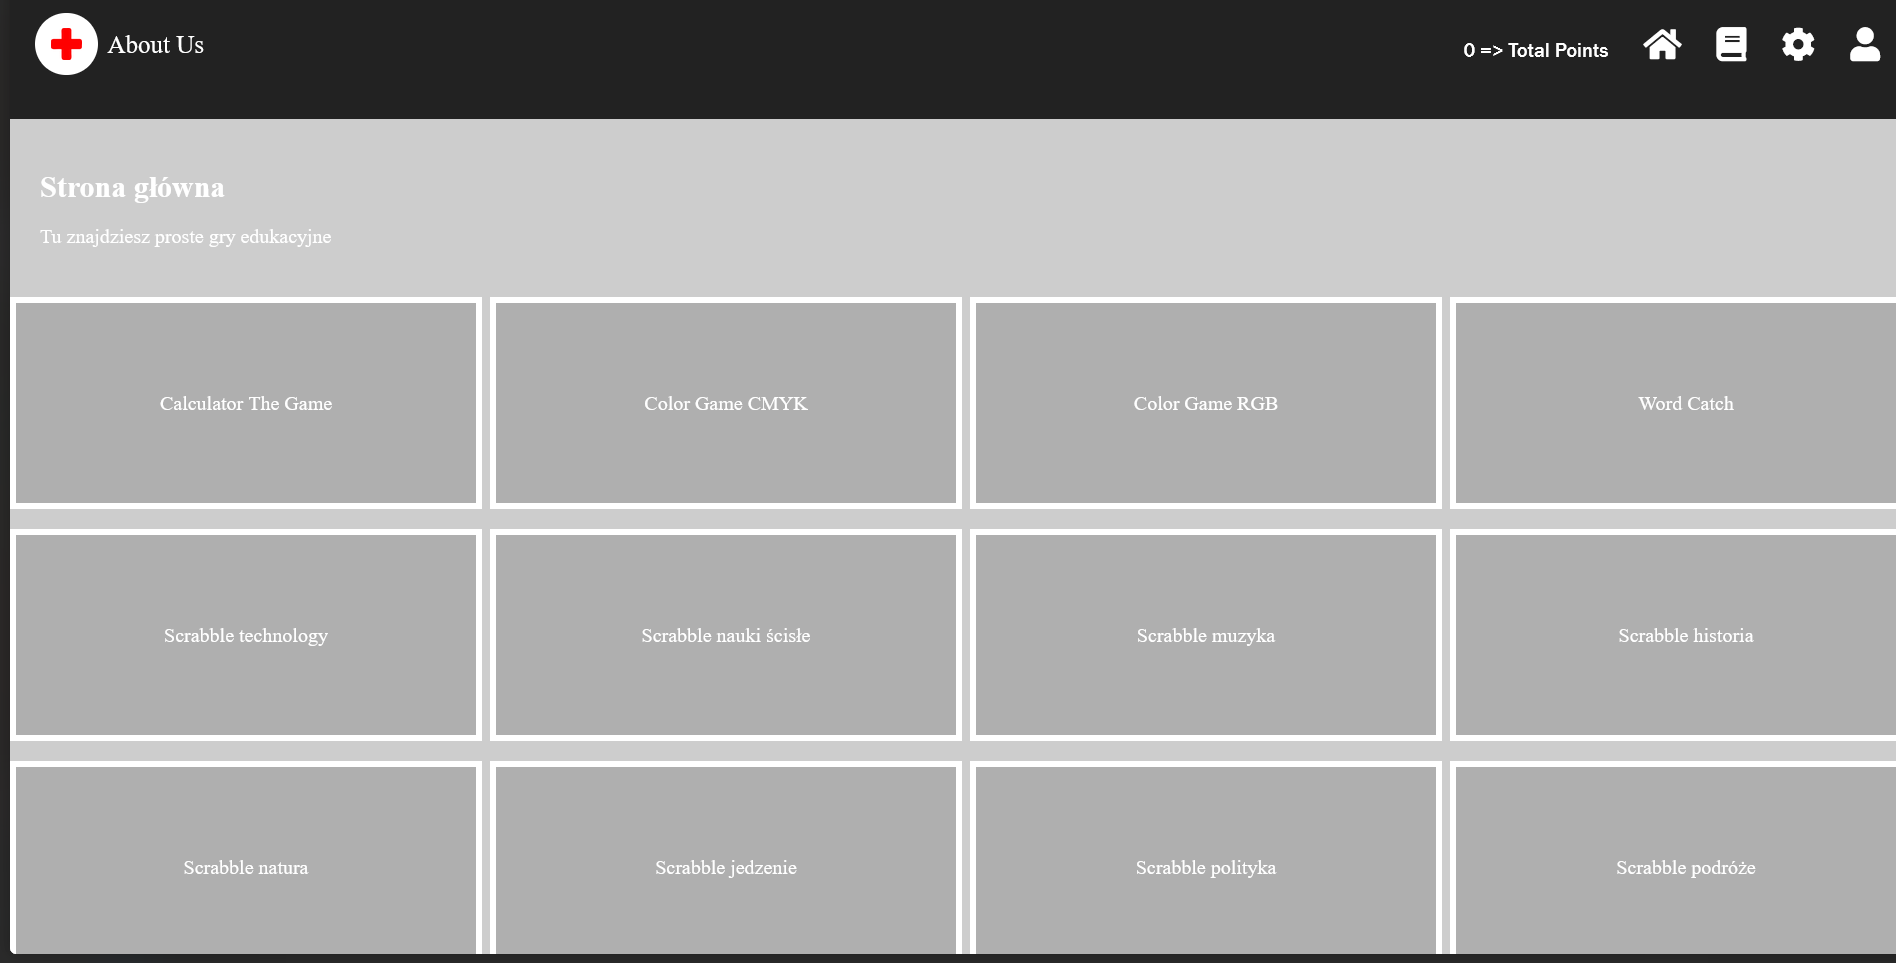 About Us
0 => Total Points
Strona główna
Tu znajdziesz proste gry edukacyjne
Calculator The Game
Color Game CMYK
Color Game RGB
Word Catch
Scrabble technology
Scrabble nauki ścisłe
Scrabble muzyka
Scrabble historia
Scrabble natura
Scrabble jedzenie
Scrabble polityka
Scrabble podróże